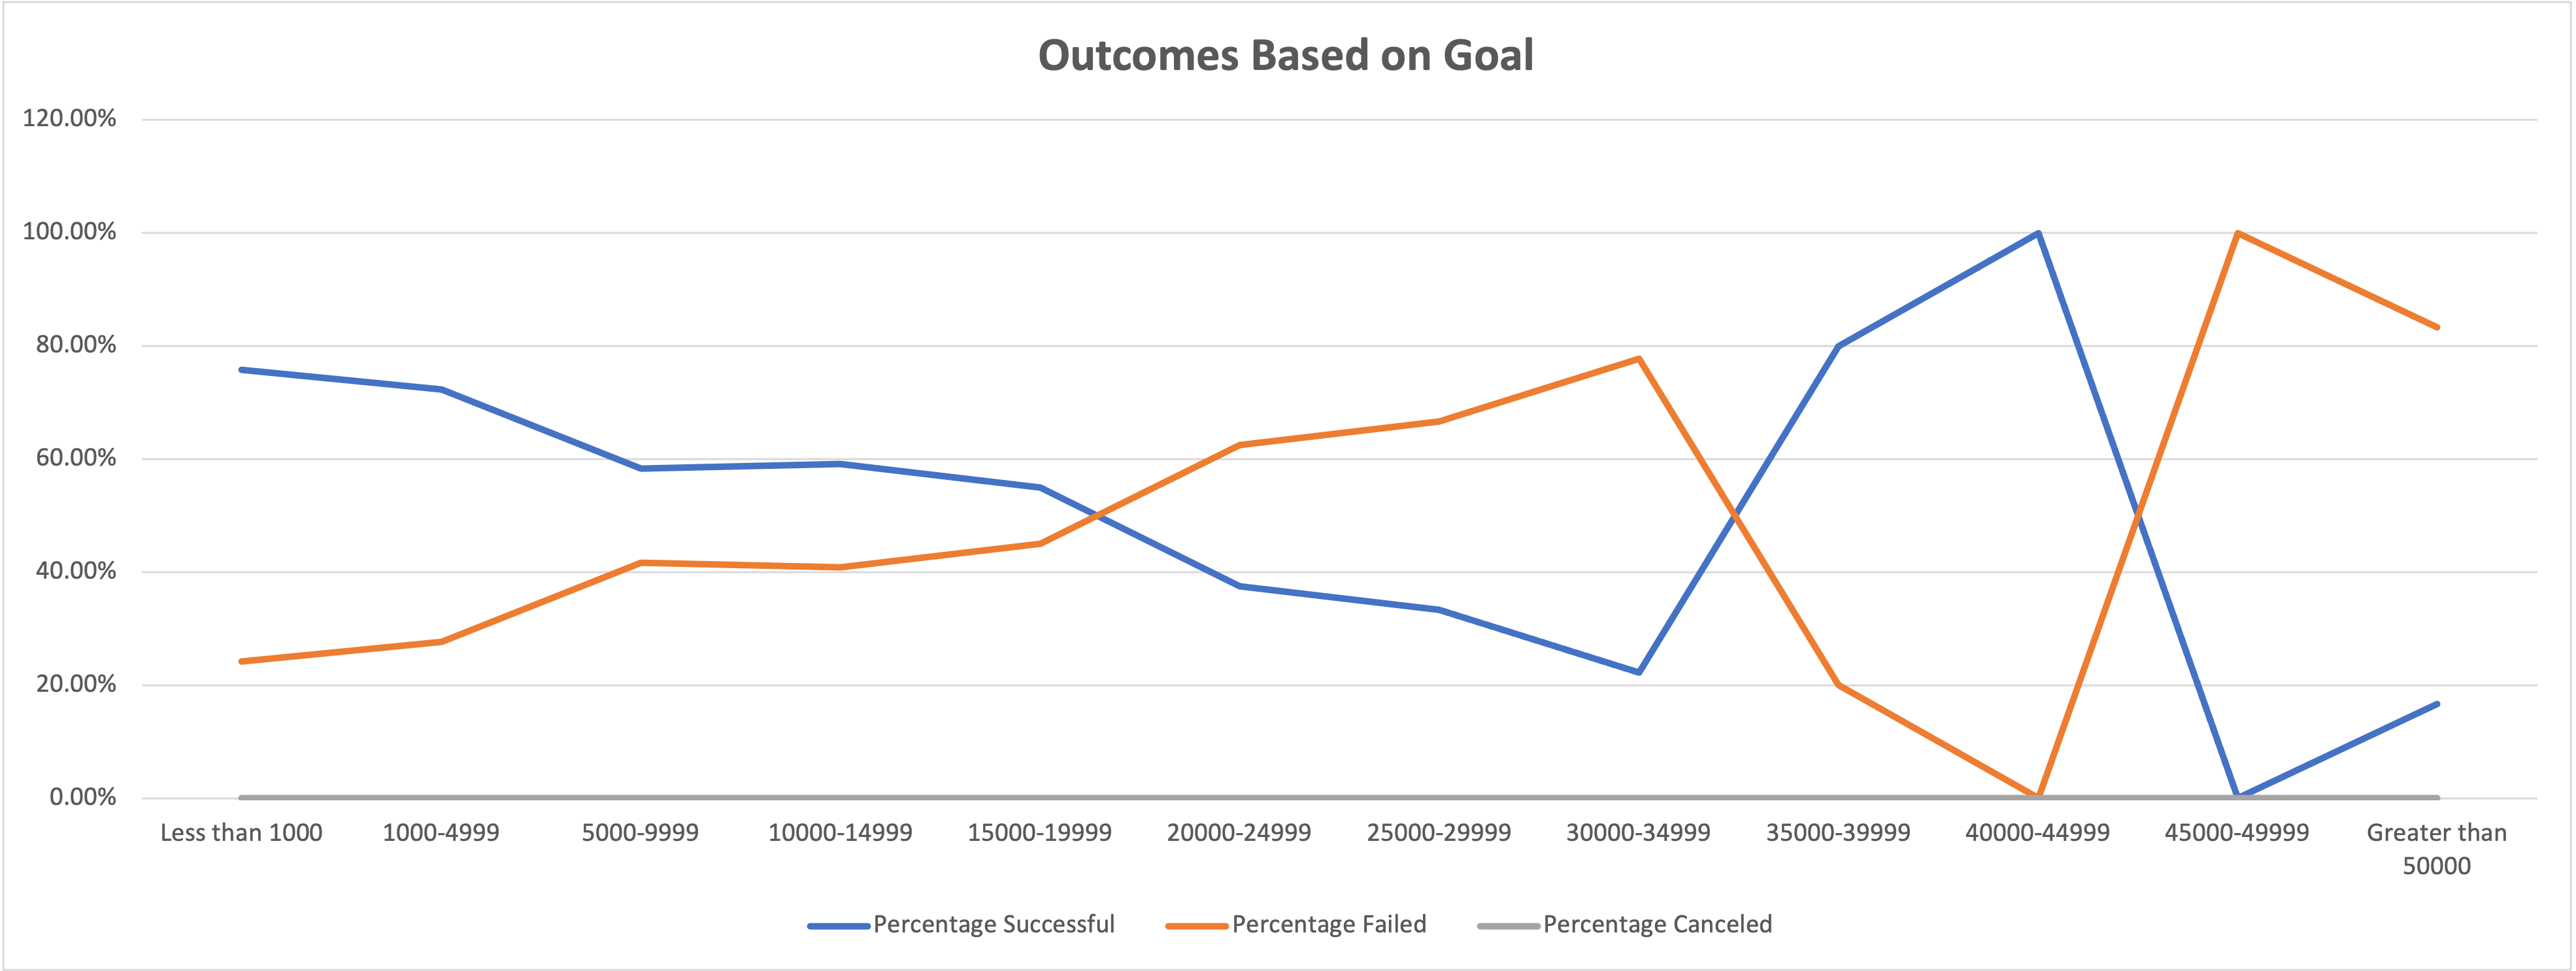 Outcomes Based on Goal
120.00%
100.00%
80.00%
60.00%
40.00%
20.00%
0.00%
Less than 1000 1000-4999 5000-9999 10000-14999 15000-19999 20000-24999 25000-29999 30000-34999 35000-39999 40000-44999 45000-49999 Greater than
50000
Percentage Successful Percentage Failed Percentage Canceled